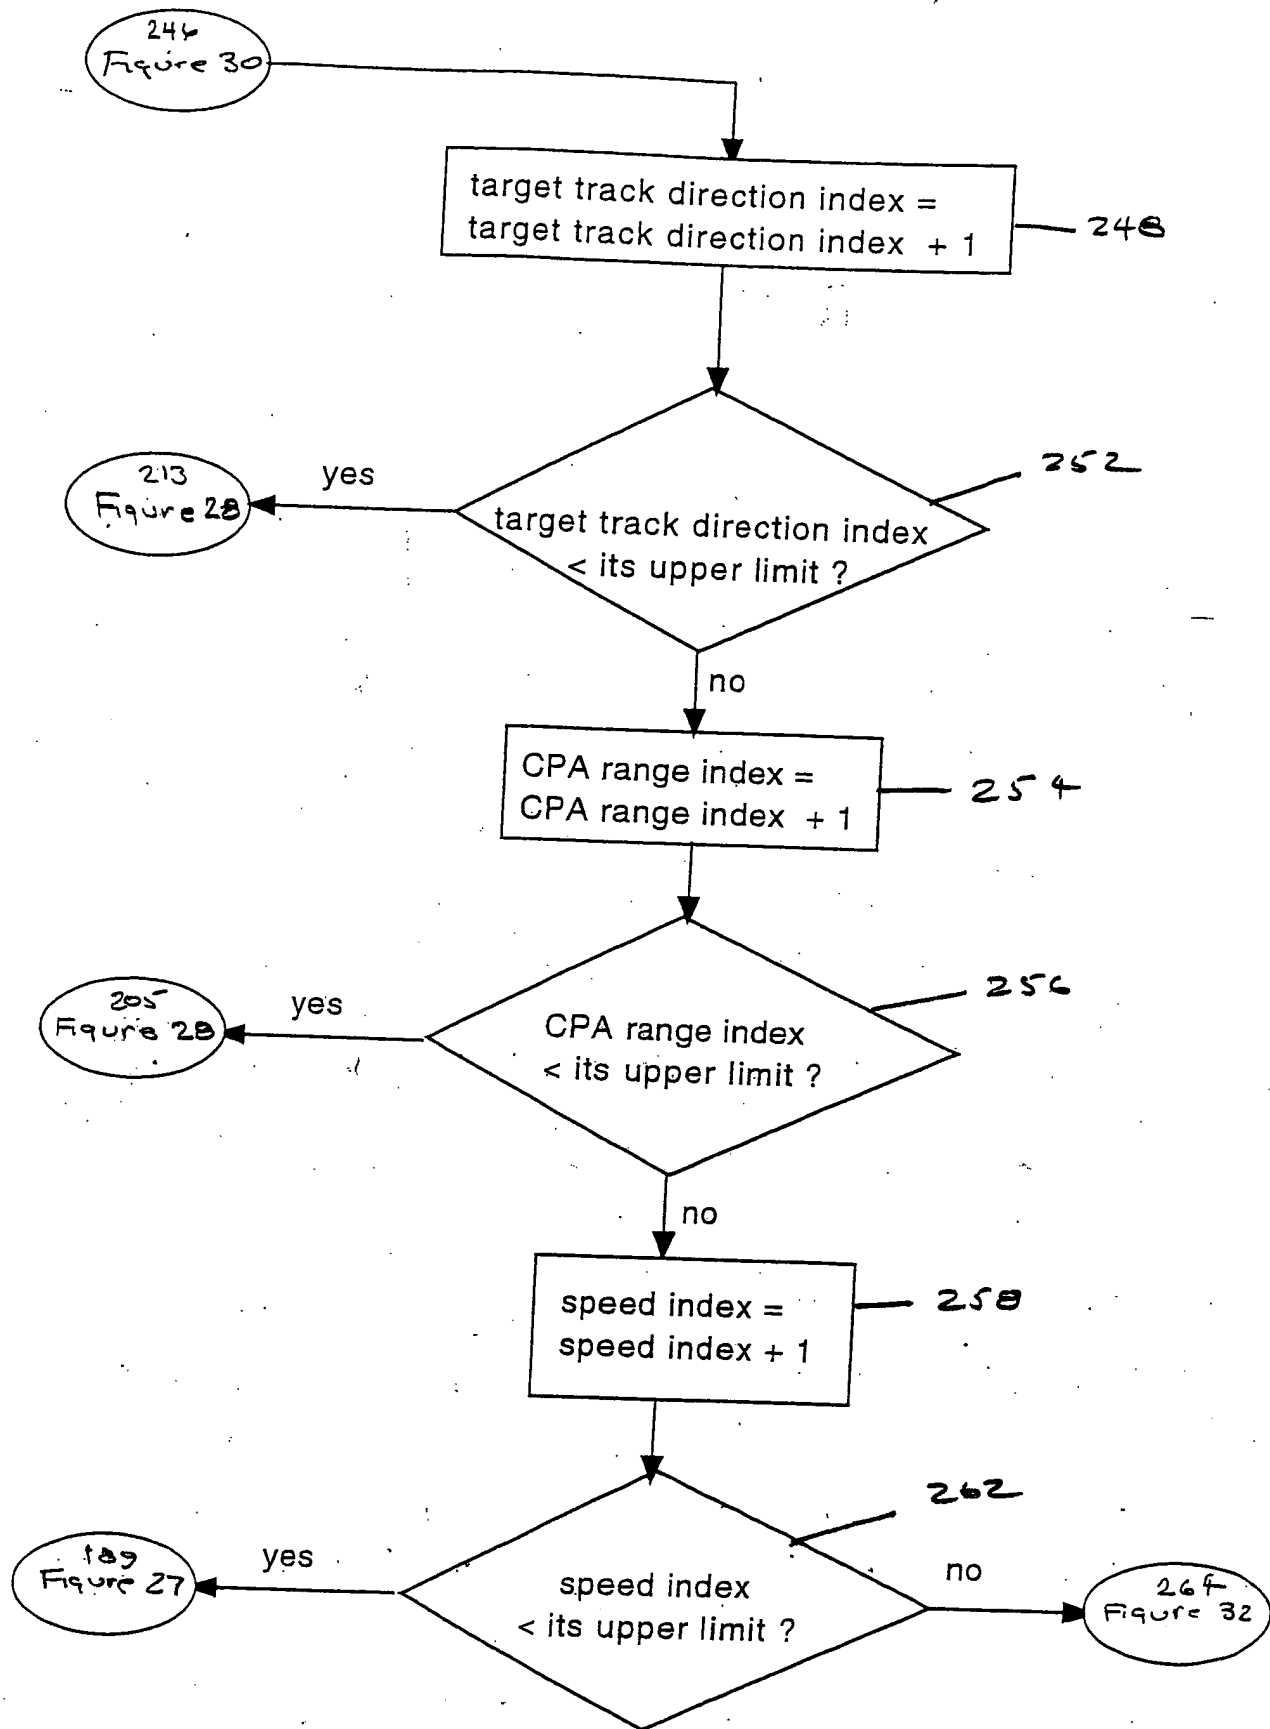 246
Figure 30
target track direction index =
target track direction index + 1
248
252
213
Figure 28
yes
target track direction index
< its upper limit ?
no
CPA range index =
CPA range index + 1
254
256
205
Figure 28
yes
CPA range index
< its upper limit ?
no
speed index =
speed index + 1
258
262
189
Figure 27
yes
speed index
< its upper limit ?
no
264
Figure 32